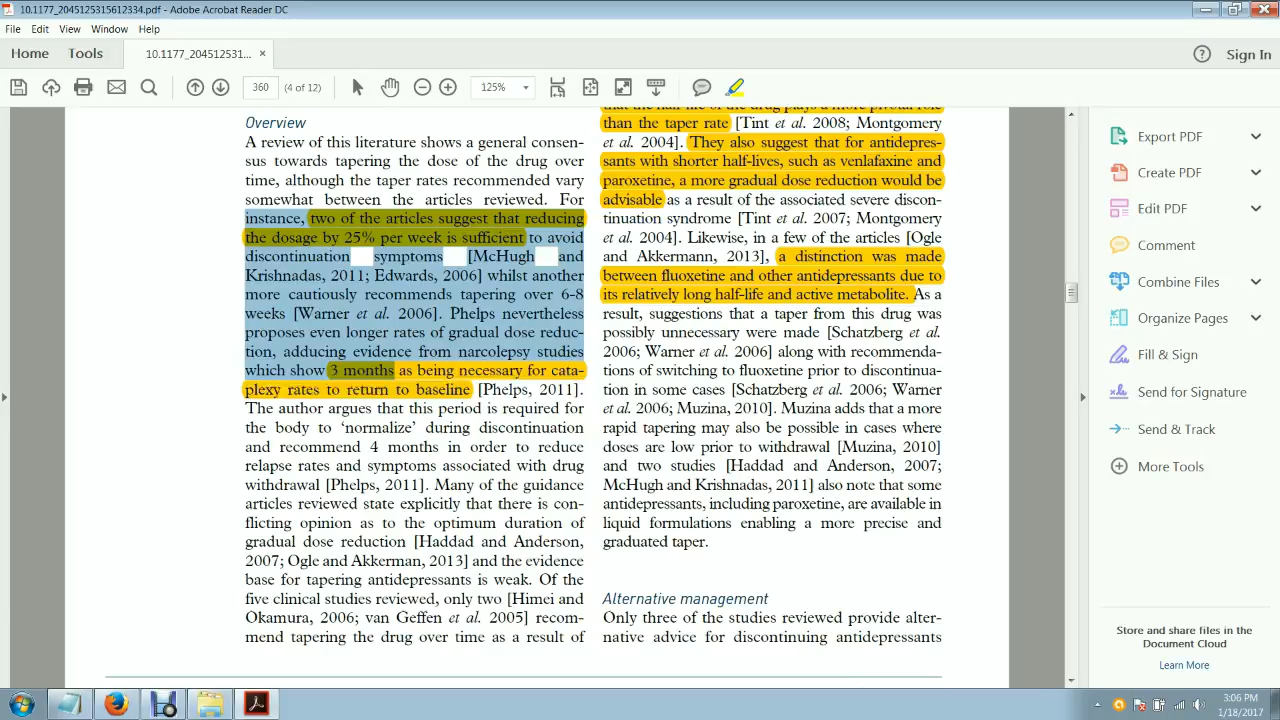 10.1177_2045125315612334.pdf - Adobe Acrobat Reader DC
File Edit View Window Help
Home Tools 10.1177_204512531... × Sign In
360 (4 of 12) 125%
Overview
A review of this literature shows a general consen-
sus towards tapering the dose of the drug over
time, although the taper rates recommended vary
somewhat between the articles reviewed. For
instance, two of the articles suggest that reducing
the dosage by 25% per week is sufficient to avoid
discontinuation symptoms [McHugh and
Krishnadas, 2011; Edwards, 2006] whilst another
more cautiously recommends tapering over 6-8
weeks [Warner et al. 2006]. Phelps nevertheless
proposes even longer rates of gradual dose reduc-
tion, adducing evidence from narcolepsy studies
which show 3 months as being necessary for cata-
plexy rates to return to baseline [Phelps, 2011].
The author argues that this period is required for
the body to ‘normalize’ during discontinuation
and recommend 4 months in order to reduce
relapse rates and symptoms associated with drug
withdrawal [Phelps, 2011]. Many of the guidance
articles reviewed state explicitly that there is con-
flicting opinion as to the optimum duration of
gradual dose reduction [Haddad and Anderson,
2007; Ogle and Akkerman, 2013] and the evidence
base for tapering antidepressants is weak. Of the
five clinical studies reviewed, only two [Himei and
Okamura, 2006; van Geffen et al. 2005] recom-
mend tapering the drug over time as a result of
that the half life of the drug plays a more pivotal role
than the taper rate [Tint et al. 2008; Montgomery
et al. 2004]. They also suggest that for antidepres-
sants with shorter half-lives, such as venlafaxine and
paroxetine, a more gradual dose reduction would be
advisable as a result of the associated severe discon-
tinuation syndrome [Tint et al. 2007; Montgomery
et al. 2004]. Likewise, in a few of the articles [Ogle
and Akkermann, 2013], a distinction was made
between fluoxetine and other antidepressants due to
its relatively long half-life and active metabolite. As a
result, suggestions that a taper from this drug was
possibly unnecessary were made [Schatzberg et al.
2006; Warner et al. 2006] along with recommenda-
tions of switching to fluoxetine prior to discontinua-
tion in some cases [Schatzberg et al. 2006; Warner
et al. 2006; Muzina, 2010]. Muzina adds that a more
rapid tapering may also be possible in cases where
doses are low prior to withdrawal [Muzina, 2010]
and two studies [Haddad and Anderson, 2007;
McHugh and Krishnadas, 2011] also note that some
antidepressants, including paroxetine, are available in
liquid formulations enabling a more precise and
graduated taper.
Alternative management
Only three of the studies reviewed provide alter-
native advice for discontinuing antidepressants
Export PDF
Create PDF
Edit PDF
Comment
Combine Files
Organize Pages
Fill & Sign
Send for Signature
Send & Track
More Tools
Store and share files in the
Document Cloud
Learn More
3:06 PM
1/18/2017